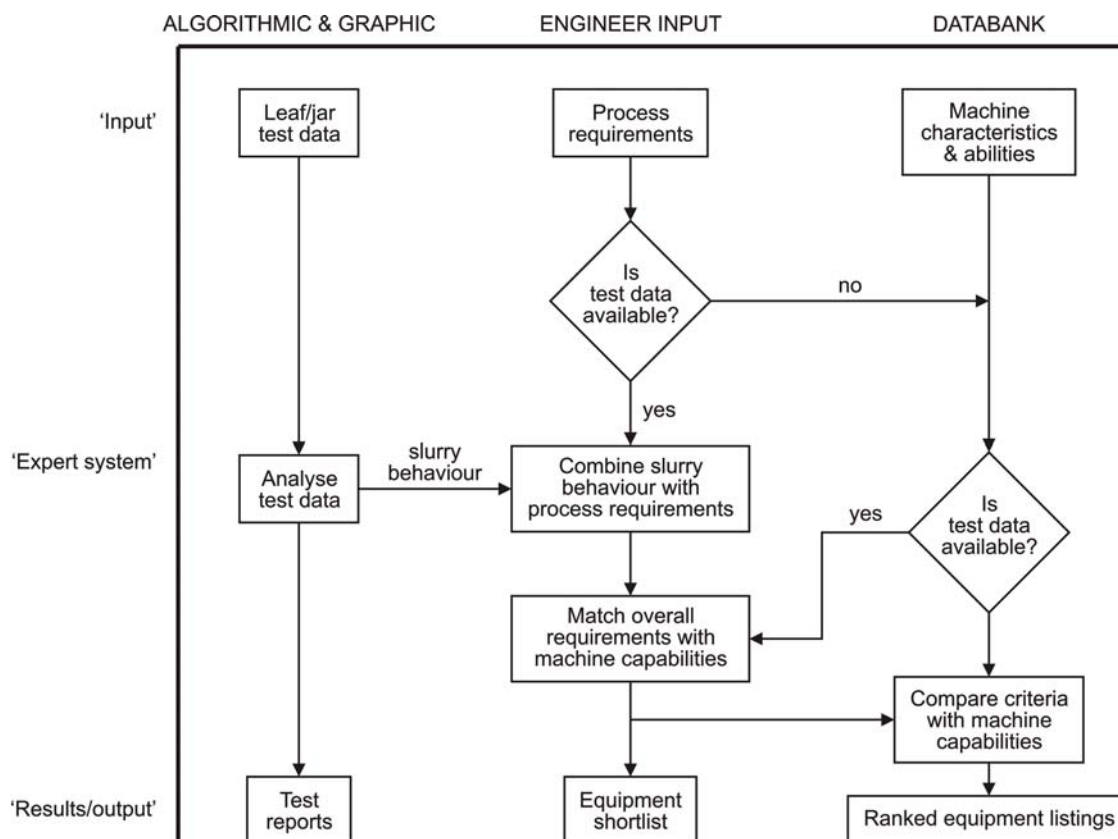 ALGORITHMIC & GRAPHIC
ENGINEER INPUT
DATABANK
'Input'
Leaf/jar
test data
Process
requirements
Machine
characteristics
& abilities
Is
test data
available?
no
yes
'Expert system'
Analyse
test data
slurry
behaviour
Combine slurry
behaviour with
process requirements
Is
test data
available?
yes
Match overall
requirements with
machine capabilities
Compare criteria
with machine
capabilities
'Results/output'
Test
reports
Equipment
shortlist
Ranked equipment listings